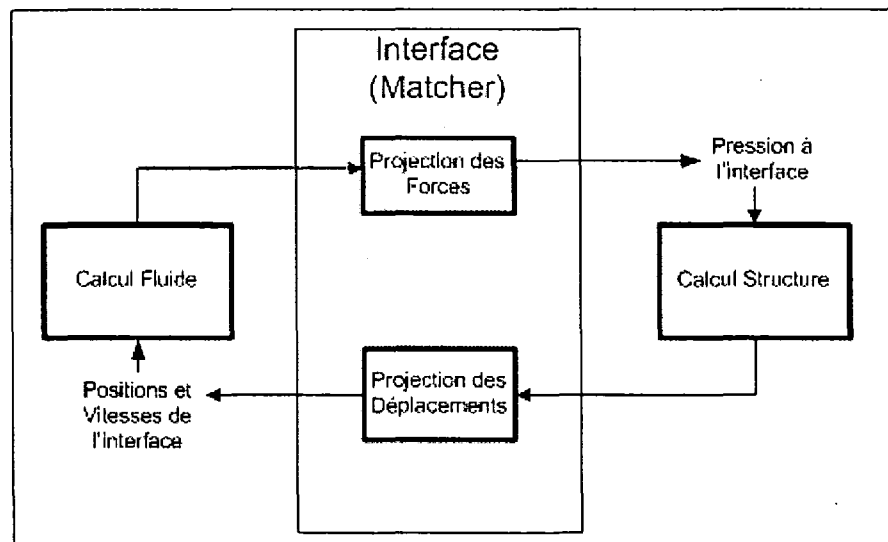 Interface
(Matcher)
Projection des
Forces
Pression à
l'interface
Calcul Fluide
Calcul Structure
Positions et
Vitesses de
l'interface
Projection des
Déplacements